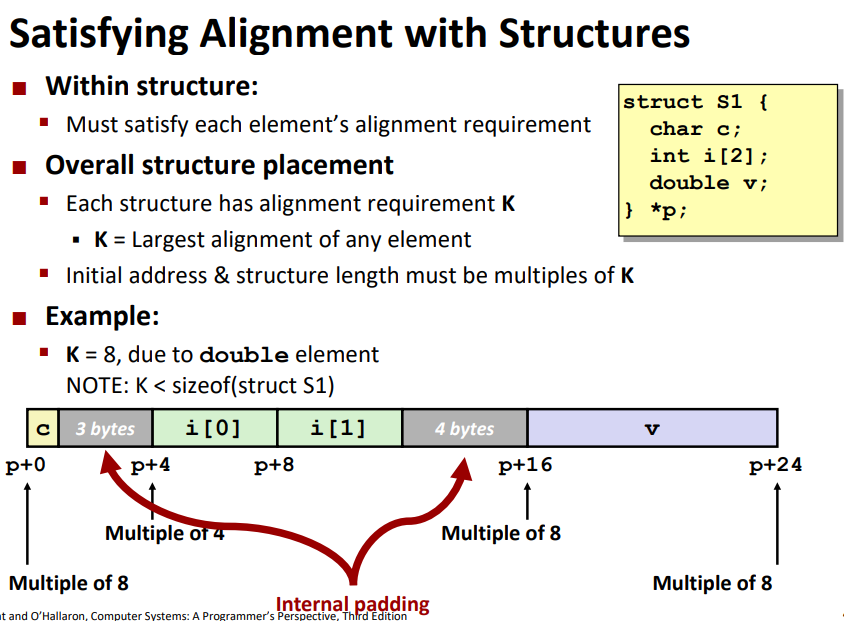 Satisfying Alignment with Structures
Within structure:
Must satisfy each element's alignment requirement
Overall structure placement
Each structure has alignment requirement K
K = Largest alignment of any element
Initial address & structure length must be multiples of K
Example:
K = 8, due to double element
NOTE: K < sizeof(struct S1)
struct S1 {
char c;
int i[2];
double v;
} *p;
c 3 bytes i[0] i[1] 4 bytes v
p+0 p+4 p+8 p+16 p+24
Multiple of 4 Multiple of 8
Multiple of 8 Multiple of 8
Internal padding
and O'Hallaron, Computer Systems: A Programmer's Perspective, Third Edition